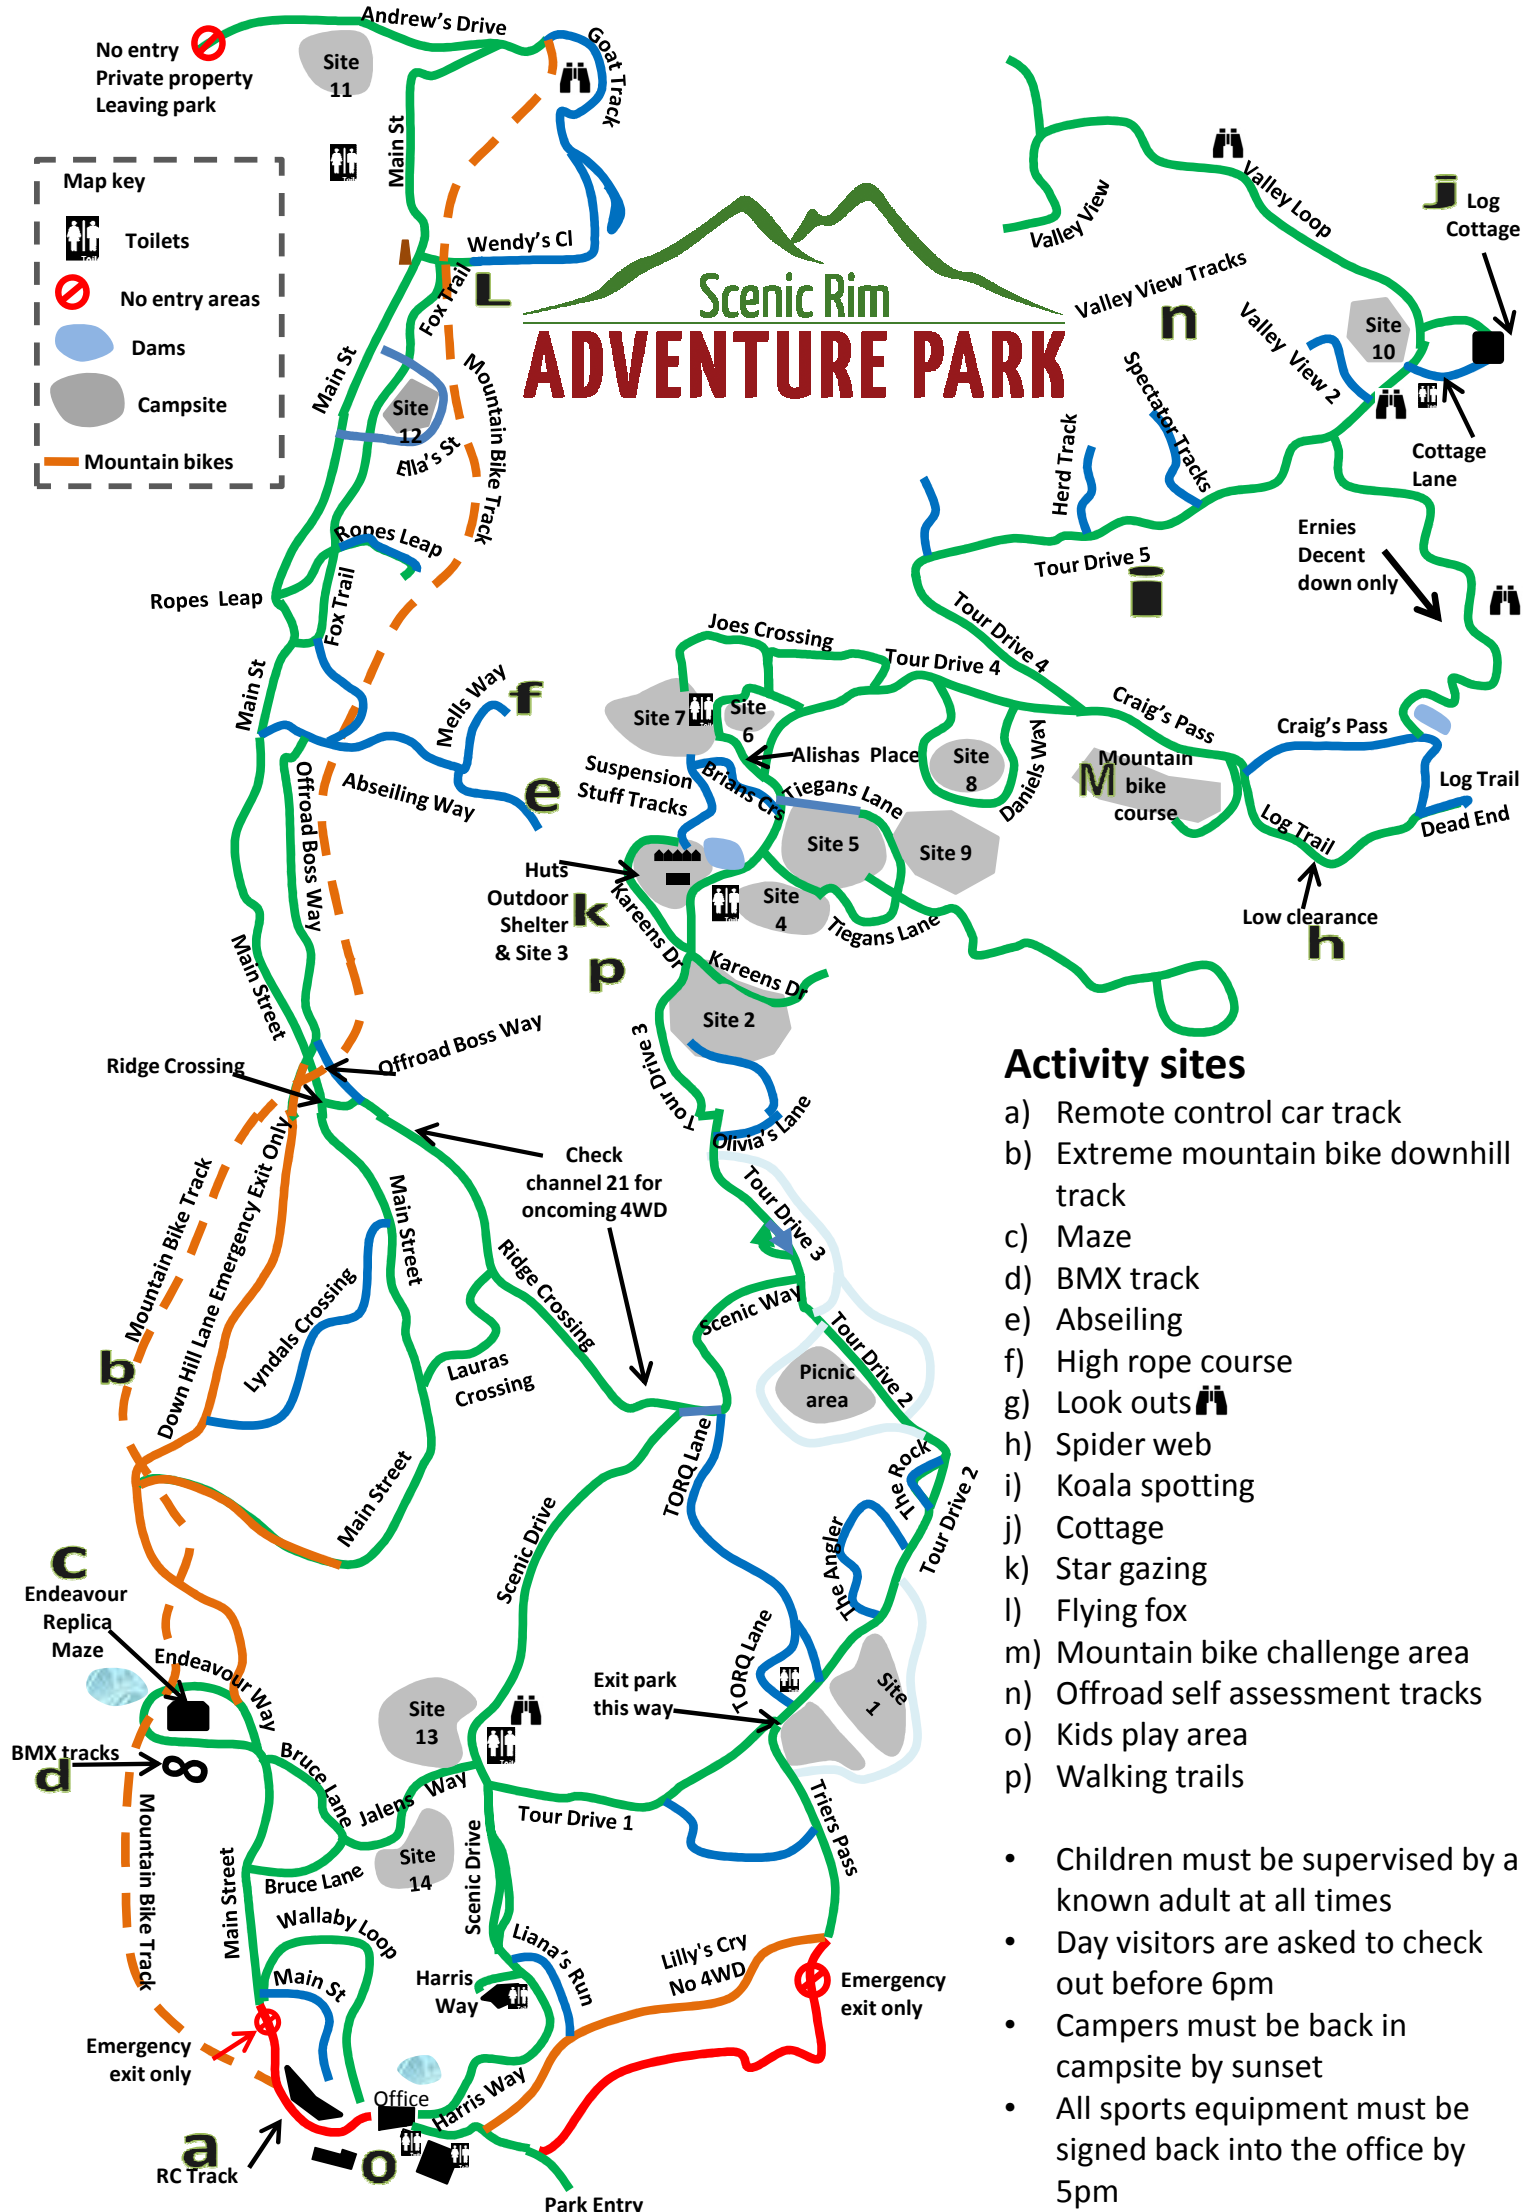 Andrew's Drive
No entry
Private property
Leaving park
Site
11
Goat Track
Main St
Map key
Toilets
No entry areas
Dams
Campsite
Mountain bikes
Wendy's Cl
L
Fox Trail
Main St
Site
12
Ella's St
Mountain Bike Track
Ropes Leap
Ropes Leap
Fox Trail
Main St
Mells Way
f
Abseiling Way
e
Offroad Boss Way
Main Street
Scenic Rim
ADVENTURE PARK
Valley View
Valley Loop
j
Log
Cottage
Valley View Tracks
n
Valley View 2
Site
10
Spectator Tracks
Herd Track
Cottage
Lane
Ernies
Decent
down only
Tour Drive 5
Tour Drive 4
Joes Crossing
Tour Drive 4
Site 7
Site
6
Alishas Place
Site
8
Daniels Way
Craig's Pass
Craig's Pass
M
Mountain
bike
course
Log Trail
Log Trail
Dead End
Low clearance
h
Suspension
Stuff Tracks
Brians Crs
Tiegans Lane
Site 5
Site 9
Huts
Outdoor
Shelter
& Site 3
k
p
Kareens Dr
Site
4
Tiegans Lane
Kareens Dr
Site 2
Tour Drive 3
Olivia's Lane
Ridge Crossing
Offroad Boss Way
Check
channel 21 for
oncoming 4WD
Mountain Bike Track
b
Down Hill Lane Emergency Exit Only
Main Street
Lyndals Crossing
Lauras
Crossing
Ridge Crossing
Main Street
Tour Drive 3
Scenic Way
Tour Drive 2
Picnic
area
TORQ Lane
The Rock
Tour Drive 2
The Angler
Scenic Drive
TORQ Lane
Exit park
this way
Site
1
c
Endeavour
Replica
Maze
Endeavour Way
BMX tracks
d
Bruce Lane
Site
13
Jalens Way
Tour Drive 1
Triers Pass
Site
14
Bruce Lane
Main Street
Mountain Bike Track
Wallaby Loop
Main St
Scenic Drive
Harris
Way
Liana's Run
Lilly's Cry
No 4WD
Emergency
exit only
Emergency
exit only
Office
Harris Way
a
RC Track
o
Park Entry
Activity sites
a) Remote control car track
b) Extreme mountain bike downhill
track
c) Maze
d) BMX track
e) Abseiling
f) High rope course
g) Look outs
h) Spider web
i) Koala spotting
j) Cottage
k) Star gazing
l) Flying fox
m) Mountain bike challenge area
n) Offroad self assessment tracks
o) Kids play area
p) Walking trails
• Children must be supervised by a
known adult at all times
• Day visitors are asked to check
out before 6pm
• Campers must be back in
campsite by sunset
• All sports equipment must be
signed back into the office by
5pm